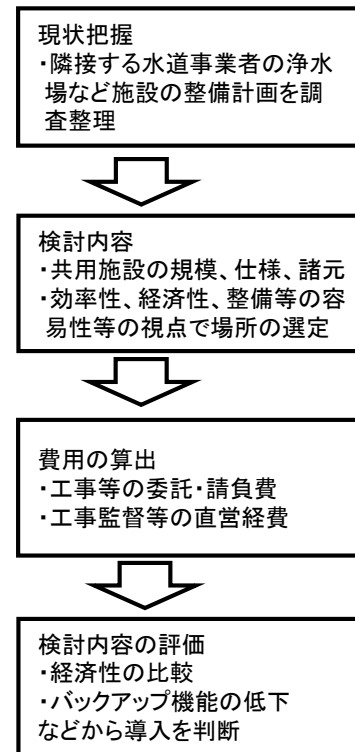 現状把握
・隣接する水道事業者の浄水
場など施設の整備計画を調
査整理
検討内容
・共用施設の規模、仕様、諸元
・効率性、経済性、整備等の容
易性等の視点で場所の選定
費用の算出
・工事等の委託・請負費
・工事監督等の直営経費
検討内容の評価
・経済性の比較
・バックアップ機能の低下
などから導入を判断